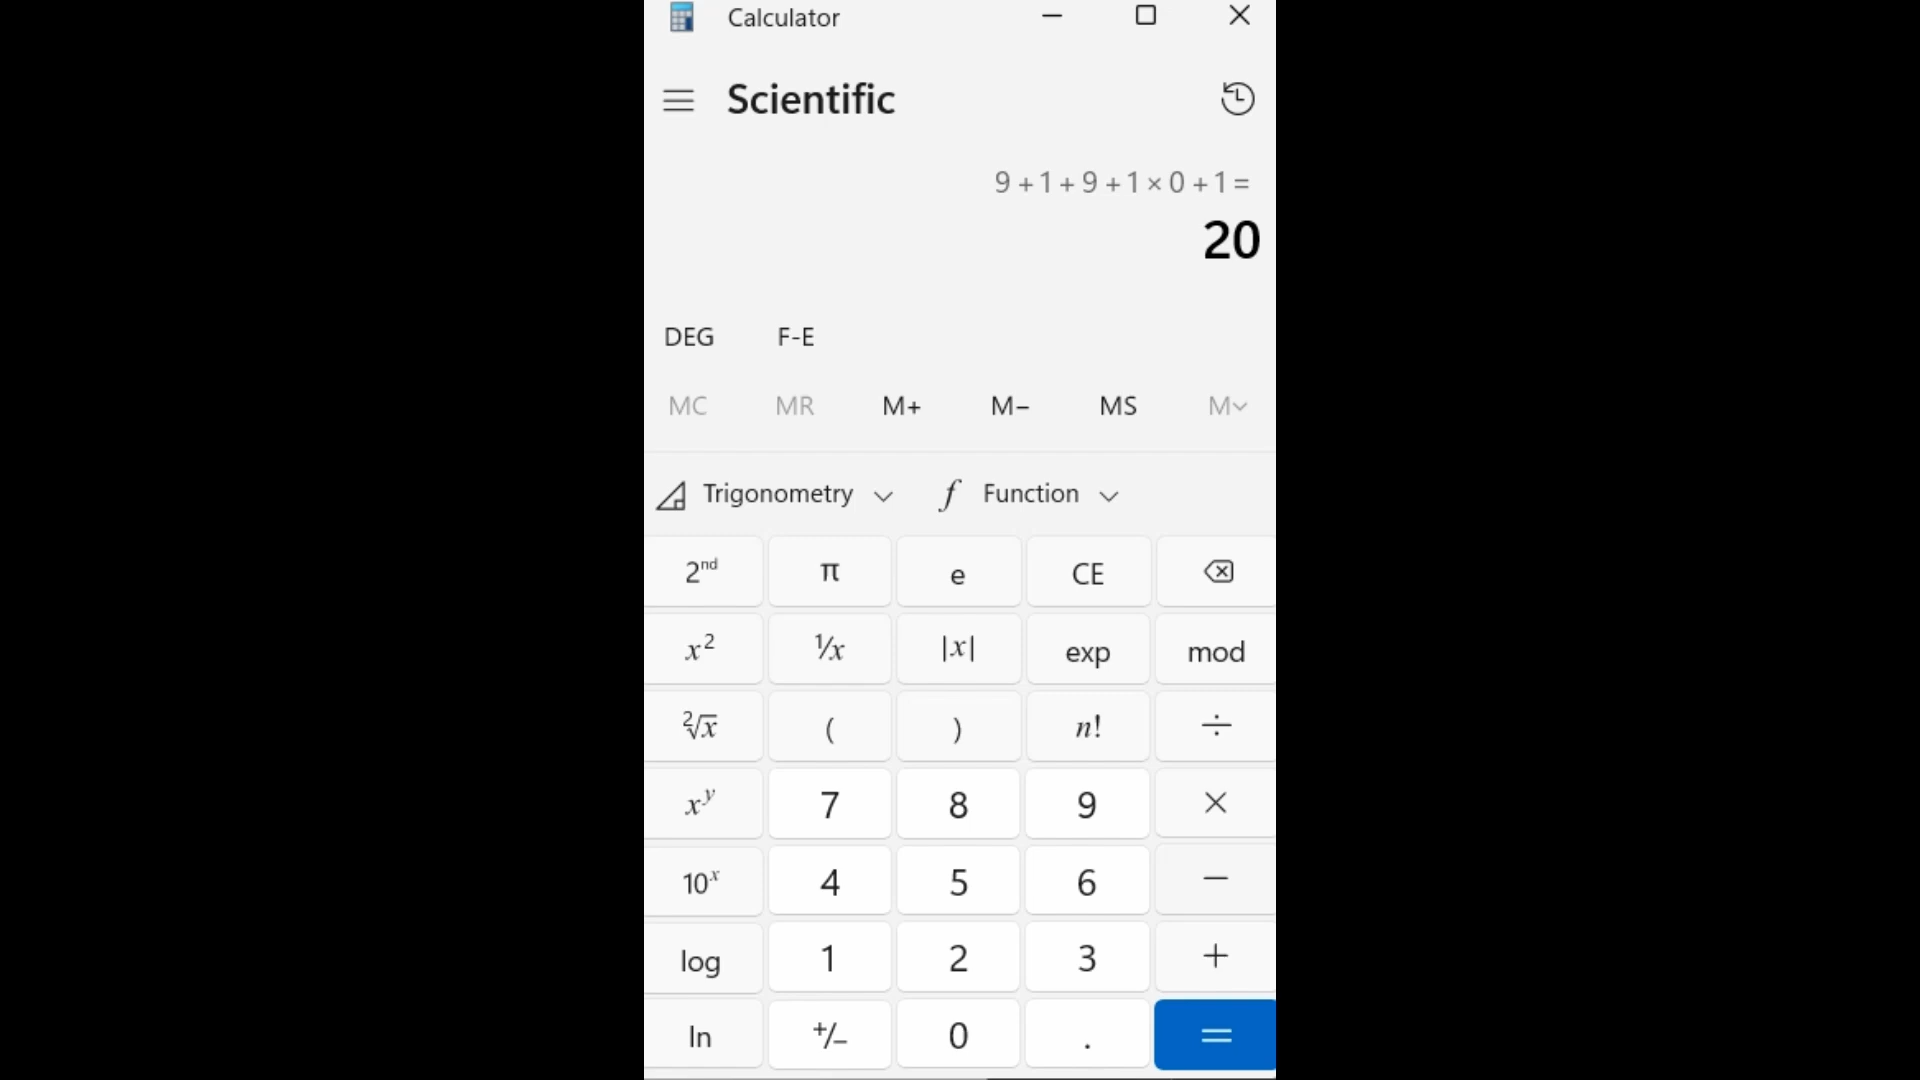 Calculator
Scientific
9+1+9+1×0+1=
20
DEG F-E
MC MR M+ M− MS M
Trigonometry f Function
2nd π e CE
x2 1/x |x| exp mod
2√x ( ) n! ÷
xy 7 8 9 ×
10x 4 5 6 −
log 1 2 3 +
ln +/− 0 . =